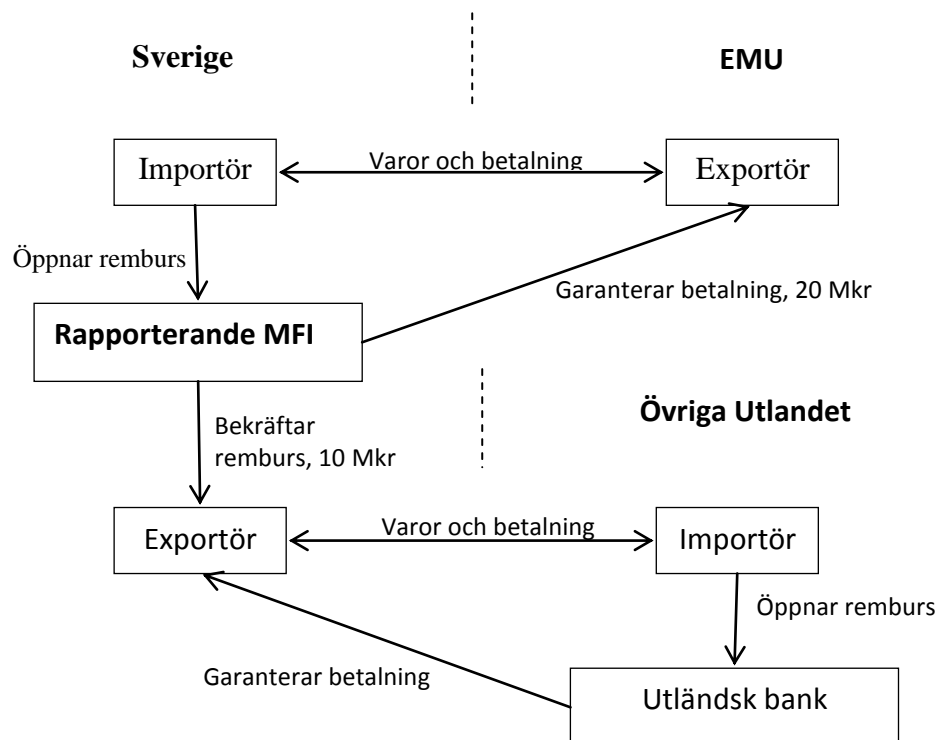 Sverige
EMU
Importör
Varor och betalning
Exportör
Öppnar remburs
Garanterar betalning, 20 Mkr
Rapporterande MFI
Övriga Utlandet
Bekräftar
remburs, 10 Mkr
Exportör
Varor och betalning
Importör
Öppnar remburs
Garanterar betalning
Utländsk bank